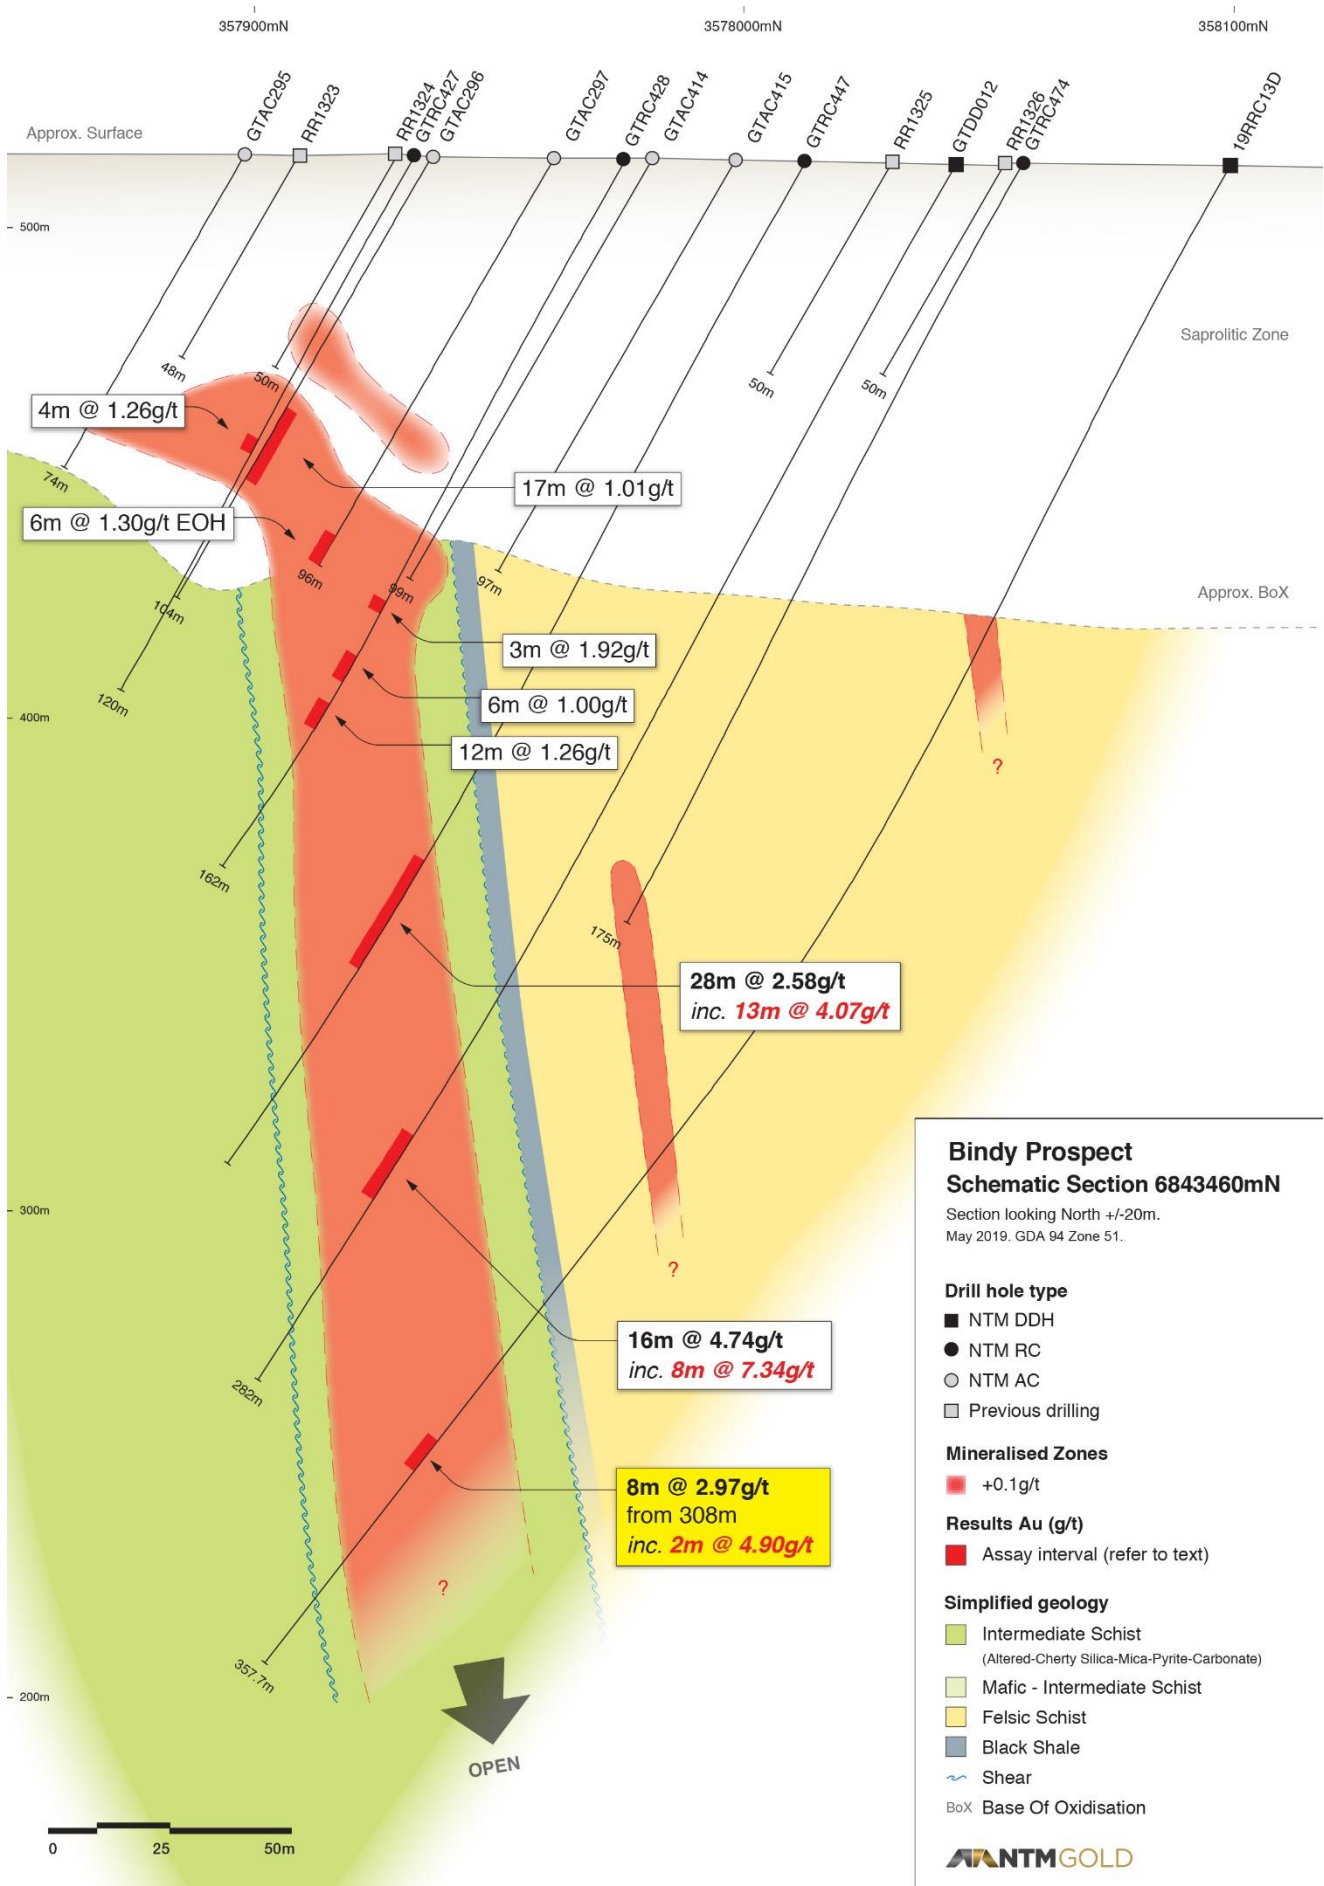 357900mN
3578000mN
358100mN
GTAC295
RR1323
RR1324
GTRC427
GTAC296
GTAC297
GTRC428
GTAC414
GTAC415
GTRC447
RR1325
GTDD012
RR1326
GTRC474
19RRC13D
Approx. Surface
500m
Saprolitic Zone
48m
50m
50m
50m
4m @ 1.26g/t
74m
17m @ 1.01g/t
6m @ 1.30g/t EOH
96m
99m
97m
104m
Approx. BoX
3m @ 1.92g/t
120m
6m @ 1.00g/t
400m
12m @ 1.26g/t
?
162m
175m
28m @ 2.58g/t
inc. 13m @ 4.07g/t
300m
?
16m @ 4.74g/t
inc. 8m @ 7.34g/t
282m
8m @ 2.97g/t
from 308m
inc. 2m @ 4.90g/t
?
357.7m
200m
OPEN
0 25 50m
Bindy Prospect
Schematic Section 6843460mN
Section looking North +/-20m.
May 2019. GDA 94 Zone 51.
Drill hole type
NTM DDH
NTM RC
NTM AC
Previous drilling
Mineralised Zones
+0.1g/t
Results Au (g/t)
Assay interval (refer to text)
Simplified geology
Intermediate Schist
(Altered-Cherty Silica-Mica-Pyrite-Carbonate)
Mafic - Intermediate Schist
Felsic Schist
Black Shale
Shear
BoX Base Of Oxidisation
NTMGOLD